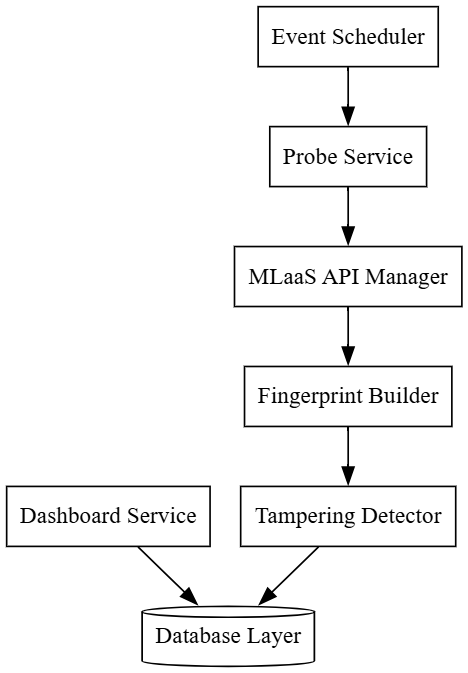 Event Scheduler
Probe Service
MLaaS API Manager
Fingerprint Builder
Dashboard Service
Tampering Detector
Database Layer